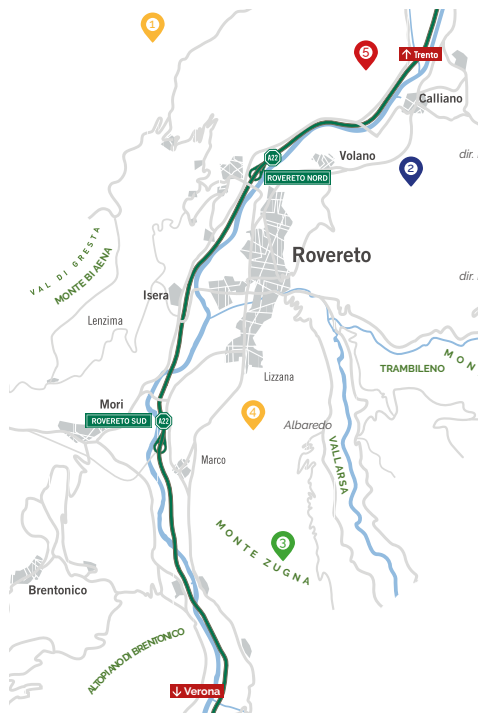 1
5
↑ Trento
Calliano
A22
Volano
dir.
2
ROVERETO NORD
VAL DI GRESTA
MONTE BIAENA
Rovereto
dir.
Isera
Lenzima
MON
TRAMBILENO
Lizzana
Mori
4
ROVERETO SUD
A22
Albaredo
VALLARSA
Marco
3
MONTE ZUGNA
Brentonico
ALTOPIANO DI BRENTONICO
↓ Verona